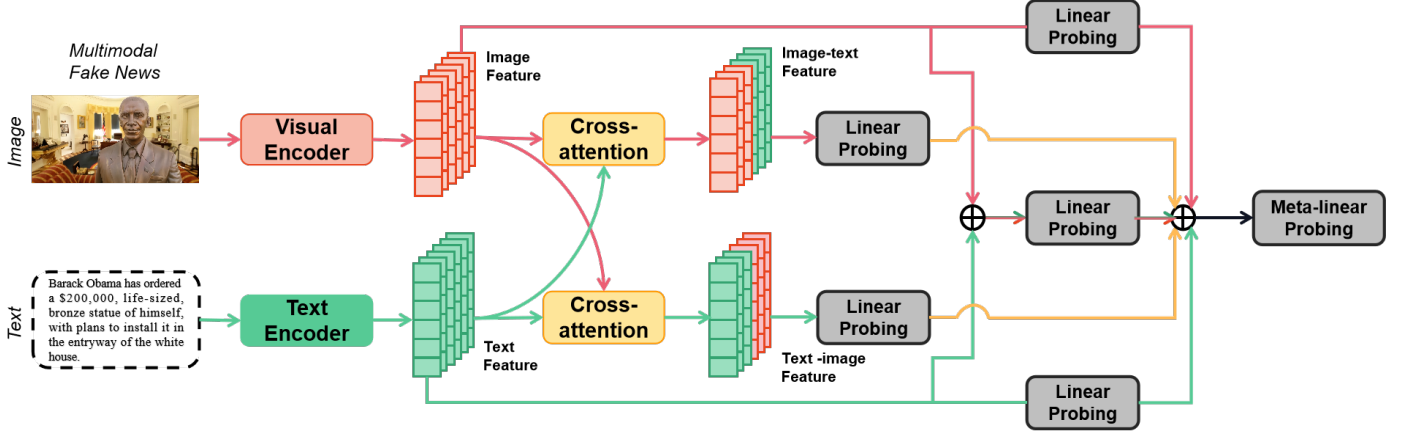 Multimodal
Fake News
Image
Visual
Encoder
Image
Feature
Cross-
attention
Image-text
Feature
Linear
Probing
Linear
Probing
Linear
Probing
Meta-linear
Probing
Text
Barack Obama has ordered
a $200,000, life-sized,
bronze statue of himself,
with plans to install it in
the entryway of the white
house.
Text
Encoder
Text
Feature
Cross-
attention
Text -image
Feature
Linear
Probing
Linear
Probing